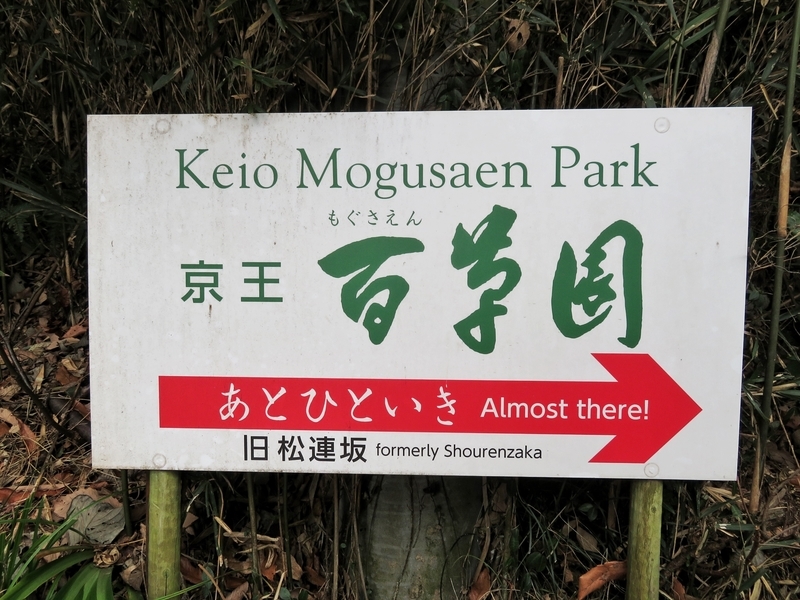 Keio Mogusaen Park
もぐさえん
京王 百草園
あとひといき Almost there!
旧松連坂 formerly Shourenzaka